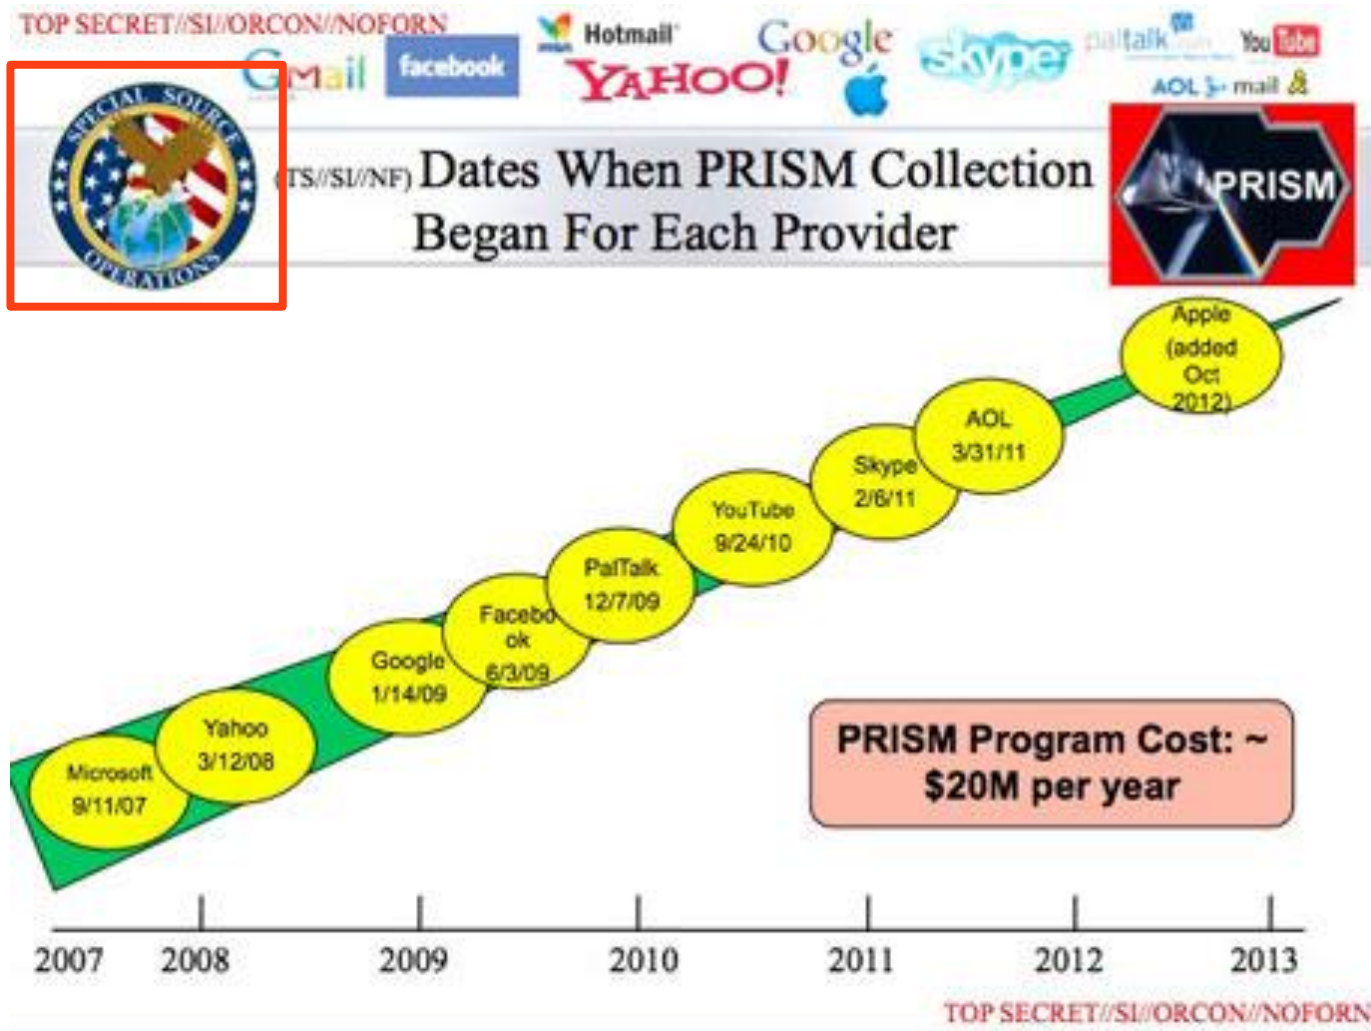 TOP SECRET//SI//ORCON//NOFORN
Hotmail
Google
skype
paltalk.com
YouTube
GMail
facebook
YAHOO!
AOL mail
SPECIAL SOURCE
OPERATIONS
(TS//SI//NF) Dates When PRISM Collection
Began For Each Provider
PRISM
Apple
(added
Oct
2012)
AOL
3/31/11
Skype
2/6/11
YouTube
9/24/10
PalTalk
12/7/09
Facebo
ok
6/3/09
Google
1/14/09
Yahoo
3/12/08
Microsoft
9/11/07
PRISM Program Cost: ~
$20M per year
2007 2008 2009 2010 2011 2012 2013
TOP SECRET//SI//ORCON//NOFORN